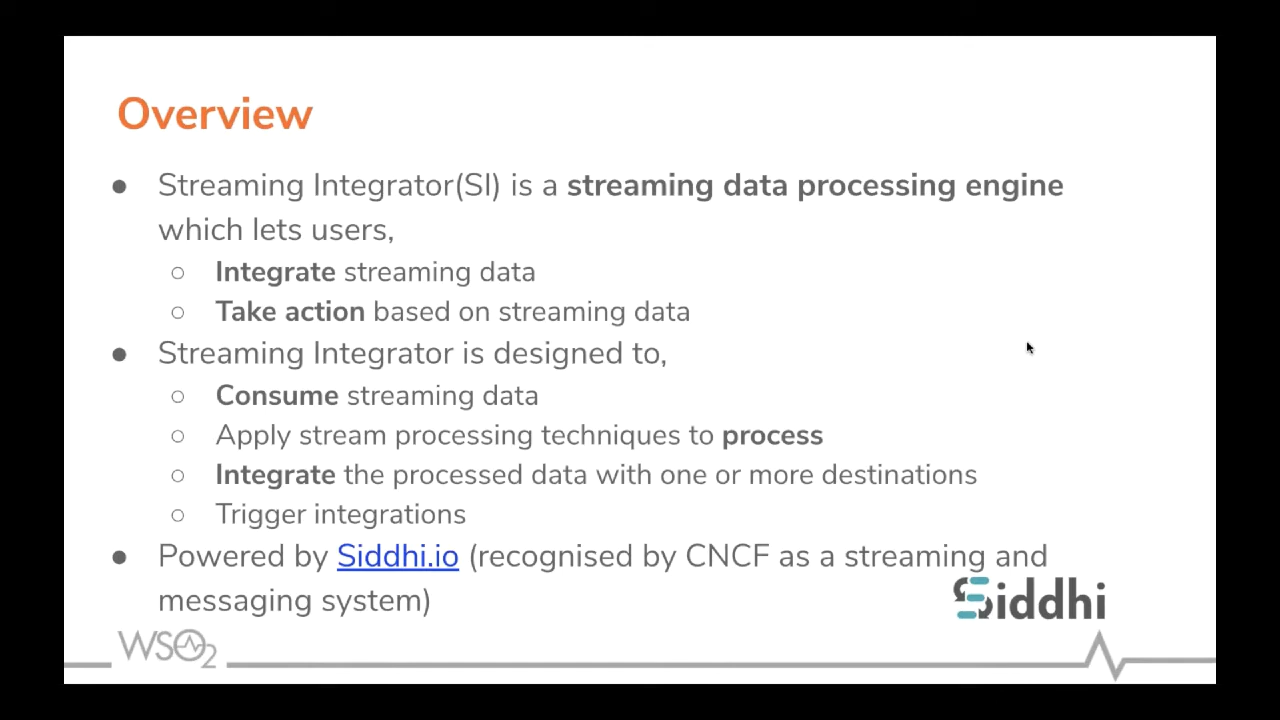 Overview
● Streaming Integrator(SI) is a streaming data processing engine
which lets users,
○ Integrate streaming data
○ Take action based on streaming data
● Streaming Integrator is designed to,
○ Consume streaming data
○ Apply stream processing techniques to process
○ Integrate the processed data with one or more destinations
○ Trigger integrations
● Powered by Siddhi.io (recognised by CNCF as a streaming and
messaging system)
Siddhi
WSO2